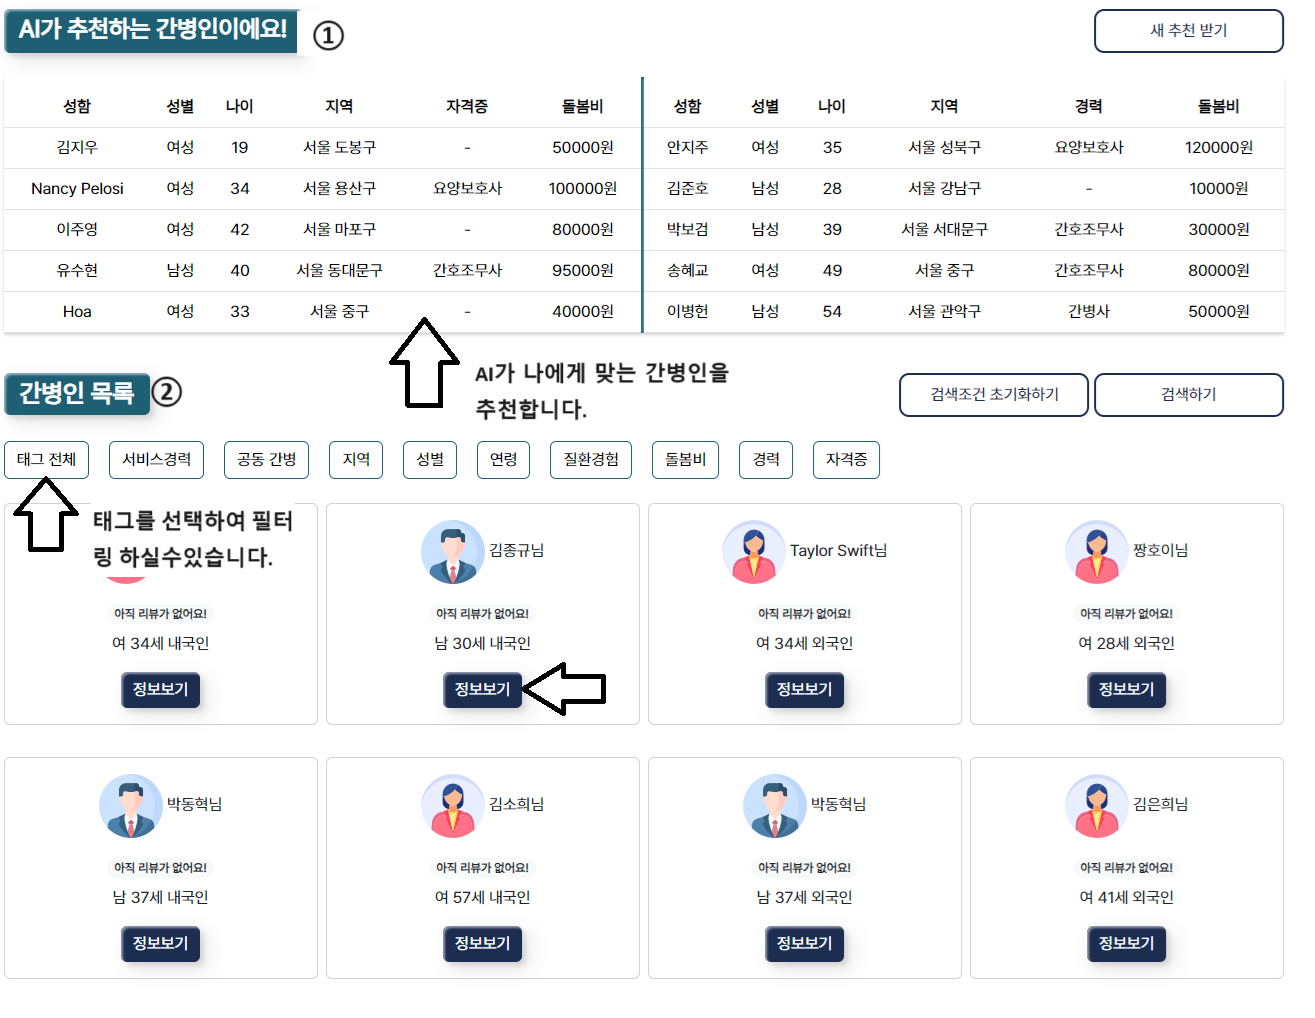 AI가 추천하는 간병인이에요! ① 새 추천 받기
성함 성별 나이 지역 자격증 돌봄비 성함 성별 나이 지역 경력 돌봄비
김지우 여성 19 서울 도봉구 - 50000원 안지주 여성 35 서울 성북구 요양보호사 120000원
Nancy Pelosi 여성 34 서울 용산구 요양보호사 100000원 김준호 남성 28 서울 강남구 - 10000원
이주영 여성 42 서울 마포구 - 80000원 박보검 남성 39 서울 서대문구 간호조무사 30000원
유수현 남성 40 서울 동대문구 간호조무사 95000원 송혜교 여성 49 서울 중구 간호조무사 80000원
Hoa 여성 33 서울 중구 - 40000원 이병헌 남성 54 서울 관악구 간병사 50000원
AI가 나에게 맞는 간병인을
추천합니다.
간병인 목록 ② 검색조건 초기화하기 검색하기
태그 전체 서비스경력 공동 간병 지역 성별 연령 질환경험 돌봄비 경력 자격증
태그를 선택하여 필터
링 하실수있습니다.
김종규님 Taylor Swift님 짱호이님
아직 리뷰가 없어요! 아직 리뷰가 없어요! 아직 리뷰가 없어요! 아직 리뷰가 없어요!
여 34세 내국인 남 30세 내국인 여 34세 외국인 여 28세 외국인
정보보기 정보보기 정보보기 정보보기
박동혁님 김소희님 박동혁님 김은희님
아직 리뷰가 없어요! 아직 리뷰가 없어요! 아직 리뷰가 없어요! 아직 리뷰가 없어요!
남 37세 내국인 여 57세 내국인 남 37세 외국인 여 41세 외국인
정보보기 정보보기 정보보기 정보보기